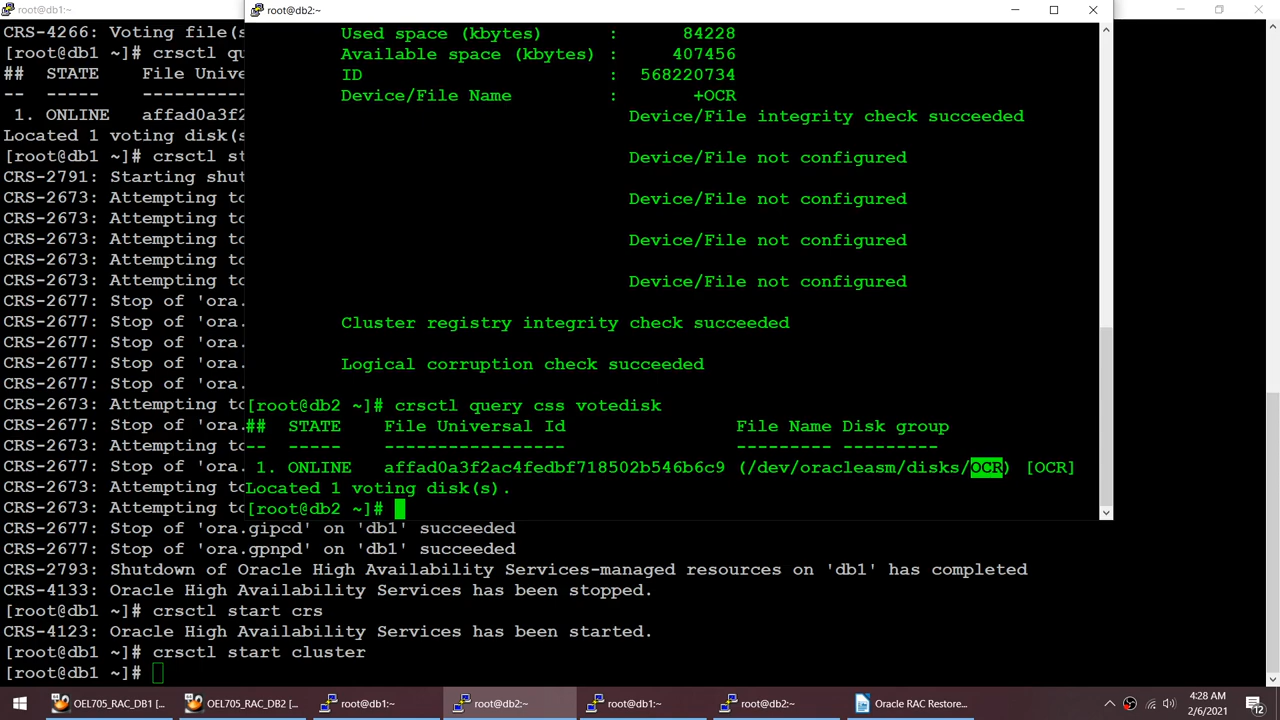 root@db1:~
root@db2:~
CRS-4266: Voting file(s
[root@db1 ~]# crsctl qu
## STATE File Univer
-- ----- ---------
1. ONLINE affad0a3f2
Located 1 voting disk(s
[root@db1 ~]# crsctl st
CRS-2791: Starting shut
CRS-2673: Attempting to
CRS-2673: Attempting to
CRS-2673: Attempting to
CRS-2673: Attempting to
CRS-2673: Attempting to
CRS-2677: Stop of 'ora.
CRS-2677: Stop of 'ora.
CRS-2677: Stop of 'ora.
CRS-2677: Stop of 'ora.
CRS-2677: Stop of 'ora.
CRS-2673: Attempting to
CRS-2677: Stop of 'ora.
CRS-2673: Attempting to
CRS-2677: Stop of 'ora.
CRS-2673: Attempting to
CRS-2677: Stop of 'ora.
Used space (kbytes) : 84228
Available space (kbytes) : 407456
ID : 568220734
Device/File Name : +OCR
Device/File integrity check succeeded
Device/File not configured
Device/File not configured
Device/File not configured
Device/File not configured
Cluster registry integrity check succeeded
Logical corruption check succeeded
[root@db2 ~]# crsctl query css votedisk
## STATE File Universal Id File Name Disk group
-- ----- ----------------- --------- ---------
1. ONLINE affad0a3f2ac4fedbf718502b546b6c9 (/dev/oracleasm/disks/OCR) [OCR]
Located 1 voting disk(s).
[root@db2 ~]#
CRS-2677: Stop of 'ora.gipcd' on 'db1' succeeded
CRS-2677: Stop of 'ora.gpnpd' on 'db1' succeeded
CRS-2793: Shutdown of Oracle High Availability Services-managed resources on 'db1' has completed
CRS-4133: Oracle High Availability Services has been stopped.
[root@db1 ~]# crsctl start crs
CRS-4123: Oracle High Availability Services has been started.
[root@db1 ~]# crsctl start cluster
[root@db1 ~]#
OEL705_RAC_DB1 [... OEL705_RAC_DB2 [... root@db1:~ root@db2:~ root@db1:~ root@db2:~ Oracle RAC Restore... 4:28 AM
2/6/2021
12